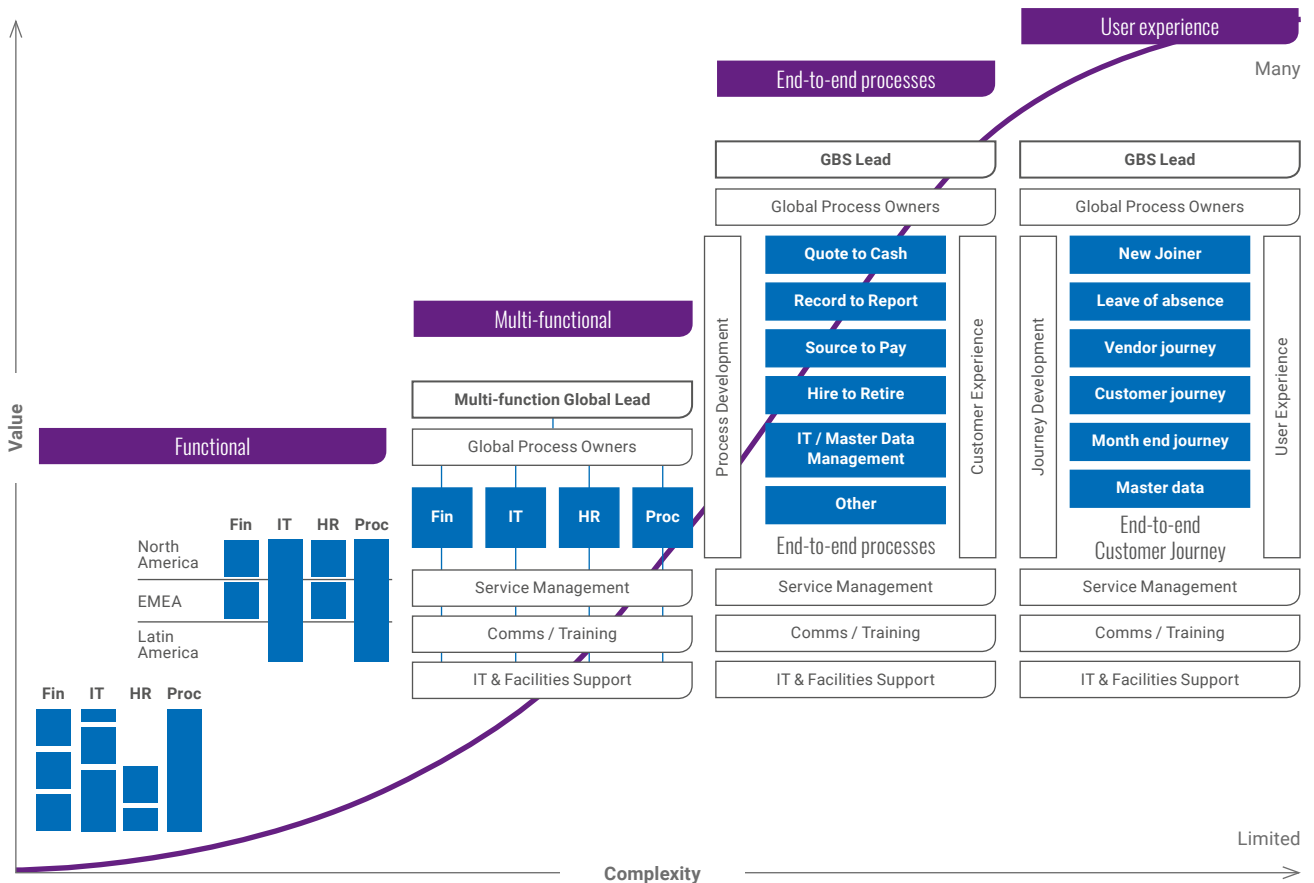 User experience
Many
End-to-end processes
GBS Lead
GBS Lead
Global Process Owners
Global Process Owners
Process Development
Quote to Cash
Record to Report
Source to Pay
Hire to Retire
IT / Master Data
Management
Other
End-to-end processes
Customer Experience
Journey Development
New Joiner
Leave of absence
Vendor journey
Customer journey
Month end journey
Master data
End-to-end
Customer Journey
User Experience
Service Management
Comms / Training
IT & Facilities Support
Service Management
Comms / Training
IT & Facilities Support
Multi-functional
Multi-function Global Lead
Global Process Owners
Fin IT HR Proc
Service Management
Comms / Training
IT & Facilities Support
Value
Functional
Fin IT HR Proc
North
America
EMEA
Latin
America
Fin IT HR Proc
Limited
Complexity